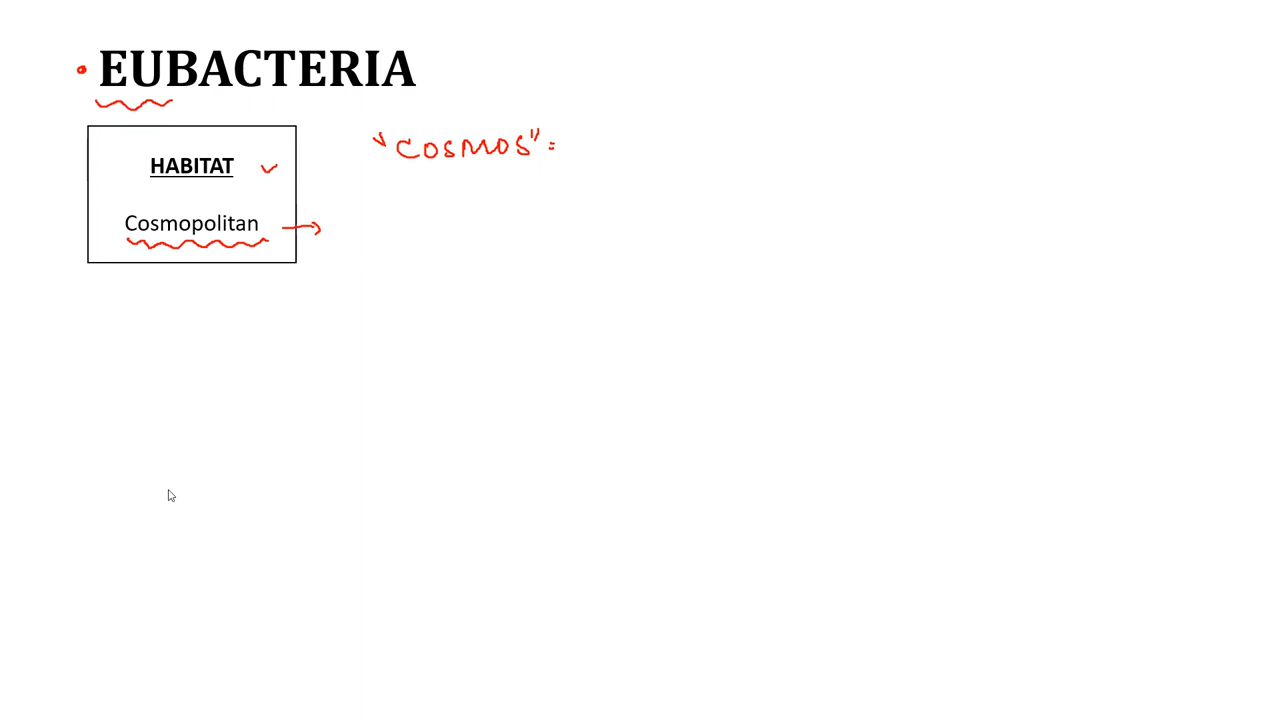 • EUBACTERIA
HABITAT
"COSMOS" =
Cosmopolitan